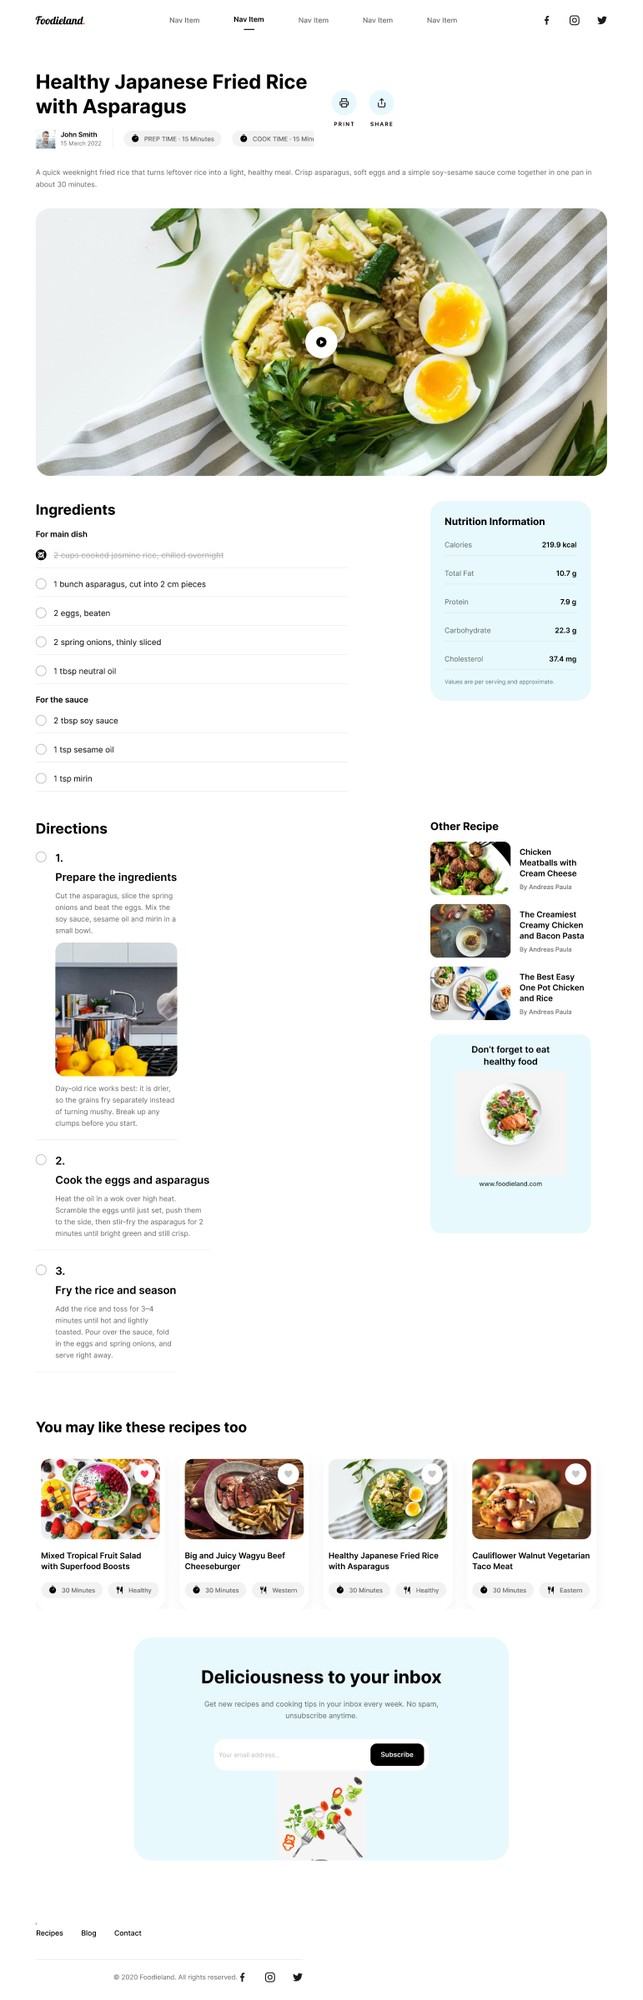 Foodieland.
Nav Item
Nav Item
Nav Item
Nav Item
Nav Item
Healthy Japanese Fried Rice
with Asparagus
PRINT
SHARE
John Smith
15 March 2022
PREP TIME - 15 Minutes
COOK TIME - 15 Min
A quick weeknight fried rice that turns leftover rice into a light, healthy meal. Crisp asparagus, soft eggs and a simple soy-sesame sauce come together in one pan in
about 30 minutes.
Ingredients
For main dish
2 cups cooked jasmine rice, chilled overnight
1 bunch asparagus, cut into 2 cm pieces
2 eggs, beaten
2 spring onions, thinly sliced
1 tbsp neutral oil
For the sauce
2 tbsp soy sauce
1 tsp sesame oil
1 tsp mirin
Nutrition Information
Calories 219.9 kcal
Total Fat 10.7 g
Protein 7.9 g
Carbohydrate 22.3 g
Cholesterol 37.4 mg
Values are per serving and approximate.
Directions
1.
Prepare the ingredients
Cut the asparagus, slice the spring
onions and beat the eggs. Mix the
soy sauce, sesame oil and mirin in a
small bowl.
Day-old rice works best: it is drier,
so the grains fry separately instead
of turning mushy. Break up any
clumps before you start.
2.
Cook the eggs and asparagus
Heat the oil in a wok over high heat.
Scramble the eggs until just set, push them
to the side, then stir-fry the asparagus for 2
minutes until bright green and still crisp.
3.
Fry the rice and season
Add the rice and toss for 3–4
minutes until hot and lightly
toasted. Pour over the sauce, fold
in the eggs and spring onions, and
serve right away.
Other Recipe
Chicken
Meatballs with
Cream Cheese
By Andreas Paula
The Creamiest
Creamy Chicken
and Bacon Pasta
By Andreas Paula
The Best Easy
One Pot Chicken
and Rice
By Andreas Paula
Don't forget to eat
healthy food
www.foodieland.com
You may like these recipes too
Mixed Tropical Fruit Salad
with Superfood Boosts
30 Minutes
Healthy
Big and Juicy Wagyu Beef
Cheeseburger
30 Minutes
Western
Healthy Japanese Fried Rice
with Asparagus
30 Minutes
Healthy
Cauliflower Walnut Vegetarian
Taco Meat
30 Minutes
Eastern
Deliciousness to your inbox
Get new recipes and cooking tips in your inbox every week. No spam,
unsubscribe anytime.
Your email address...
Subscribe
Recipes
Blog
Contact
© 2020 Foodieland. All rights reserved.